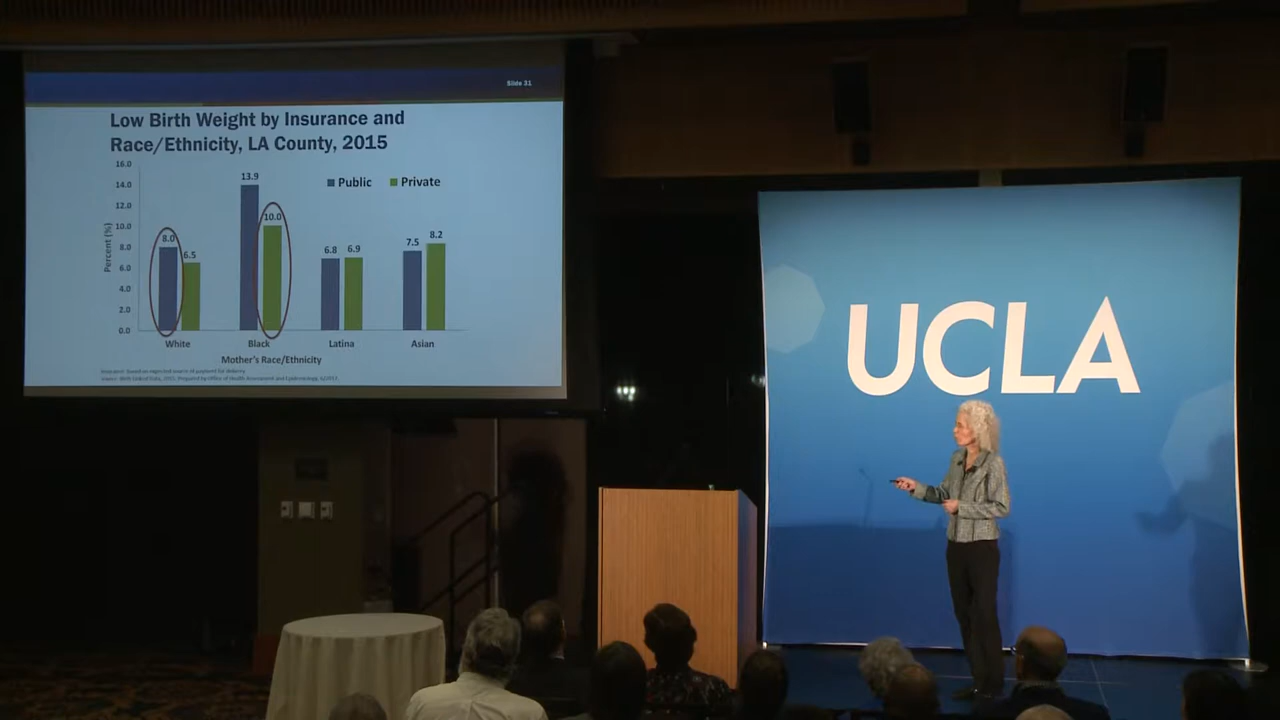 Slide 31
Low Birth Weight by Insurance and
Race/Ethnicity, LA County, 2015
16.0
14.0
12.0
10.0
8.0
6.0
4.0
2.0
0.0
Percent (%)
Public Private
8.0 6.5 13.9 10.0 6.8 6.9 7.5 8.2
White Black Latina Asian
Mother's Race/Ethnicity
UCLA